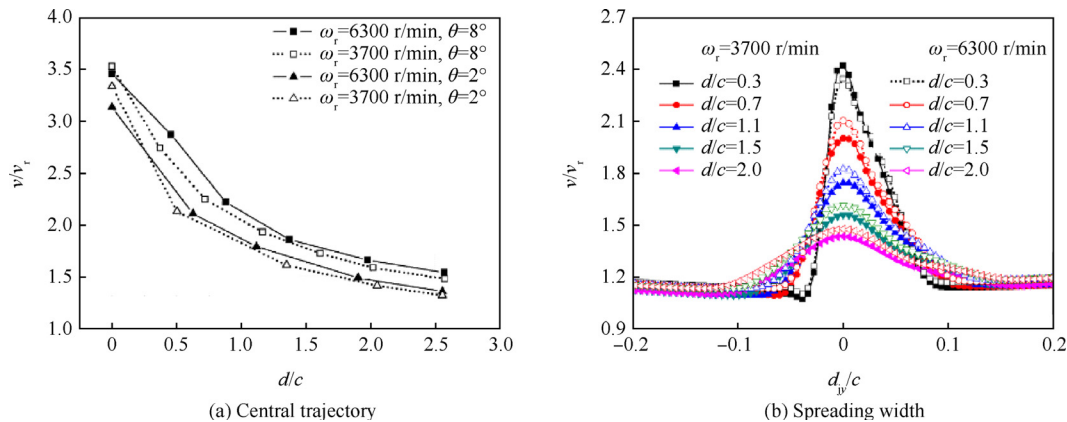 4.0
3.5
3.0
2.5
2.0
1.5
1.0
v/vᵣ
ωᵣ=6300 r/min, θ=8°
ωᵣ=3700 r/min, θ=8°
ωᵣ=6300 r/min, θ=2°
ωᵣ=3700 r/min, θ=2°
0 0.5 1.0 1.5 2.0 2.5 3.0
d/c
(a) Central trajectory
2.7
2.4
2.1
1.8
1.5
1.2
0.9
v/vᵣ
ωᵣ=3700 r/min
d/c=0.3
d/c=0.7
d/c=1.1
d/c=1.5
d/c=2.0
ωᵣ=6300 r/min
d/c=0.3
d/c=0.7
d/c=1.1
d/c=1.5
d/c=2.0
−0.2 −0.1 0 0.1 0.2
d_jy/c
(b) Spreading width